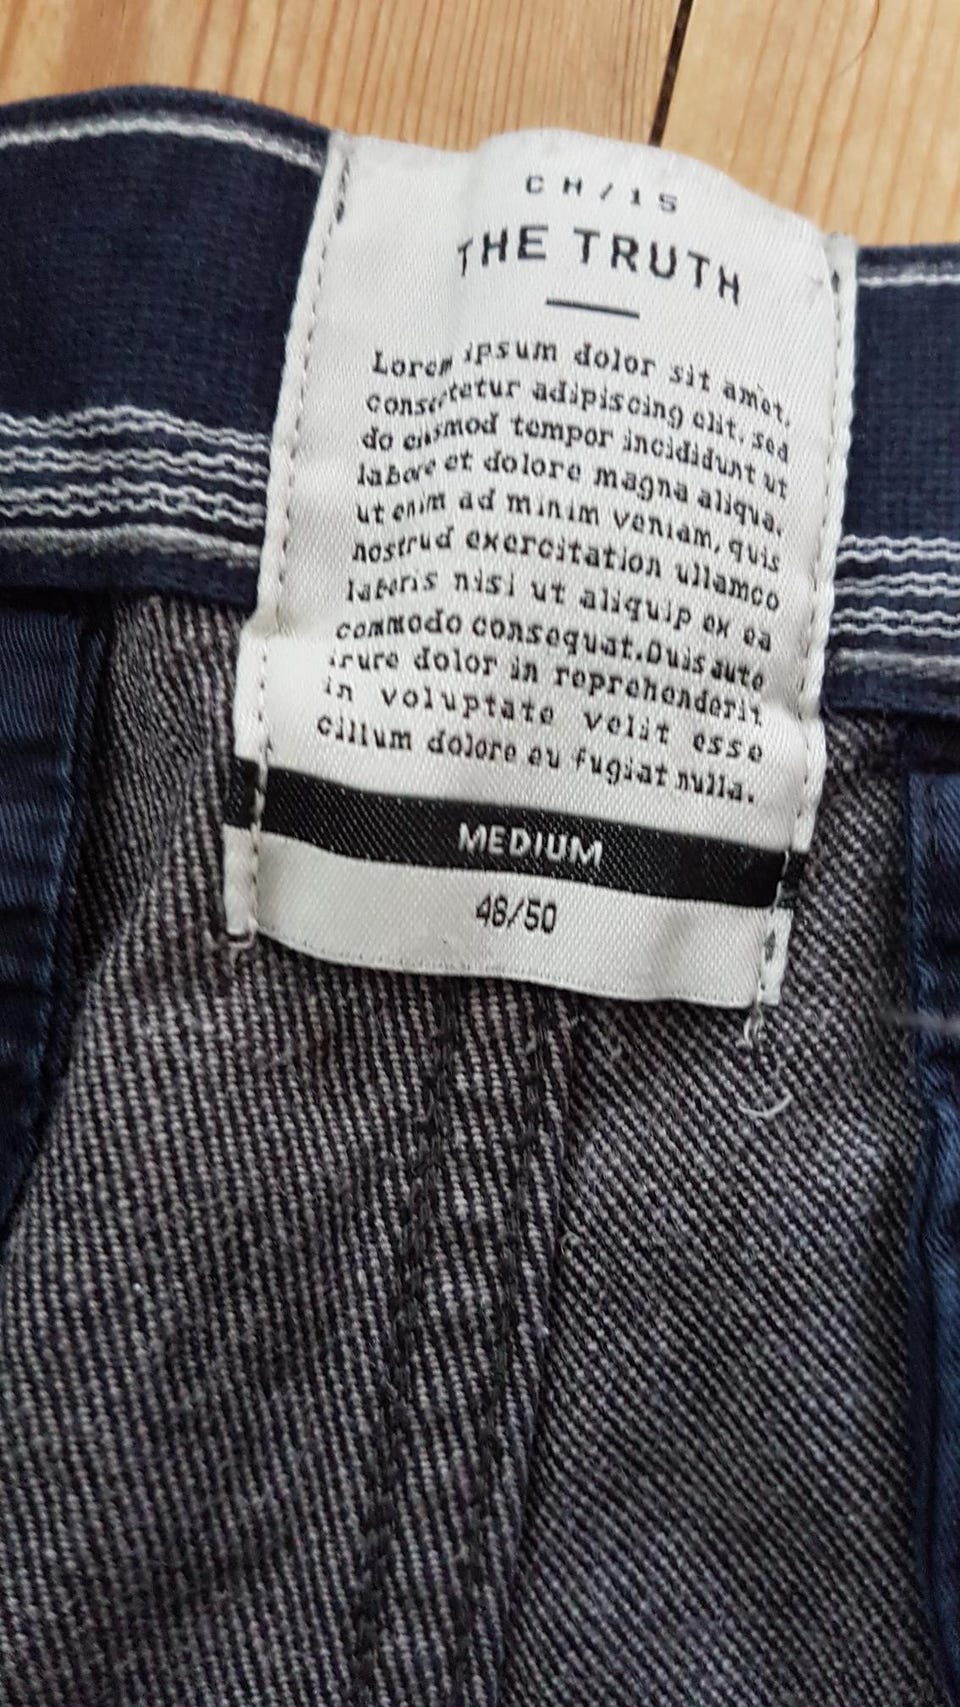 CH/15
THE TRUTH
Lorem ipsum dolor sit amet,
consectetur adipiscing elit, sed
do eiusmod tempor incididunt ut
labore et dolore magna aliqua.
ut enim ad minim veniam, quis
nostrud exercitation ullamco
laboris nisi ut aliquip ex ea
commodo consequat.Duis aute
irure dolor in reprehenderit
in voluptate velit esse
cillum dolore eu fugiat nulla.
MEDIUM
48/50